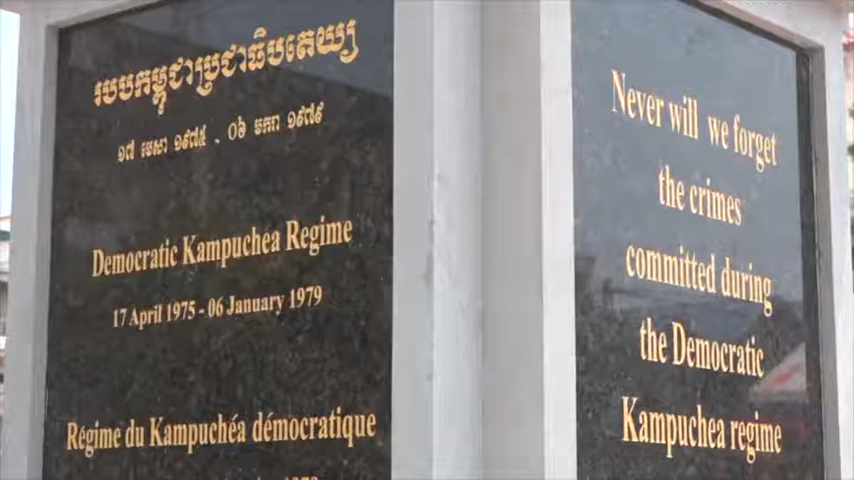 របបកម្ពុជាប្រជាធិបតេយ្យ
១៧ មេសា ១៩៧៥ - ០៦ មករា ១៩៧៩
Democratic Kampuchea Regime
17 April 1975 - 06 January 1979
Régime du Kampuchéa démocratique
Never will we forget
the crimes
committed during
the Democratic
Kampuchea regime